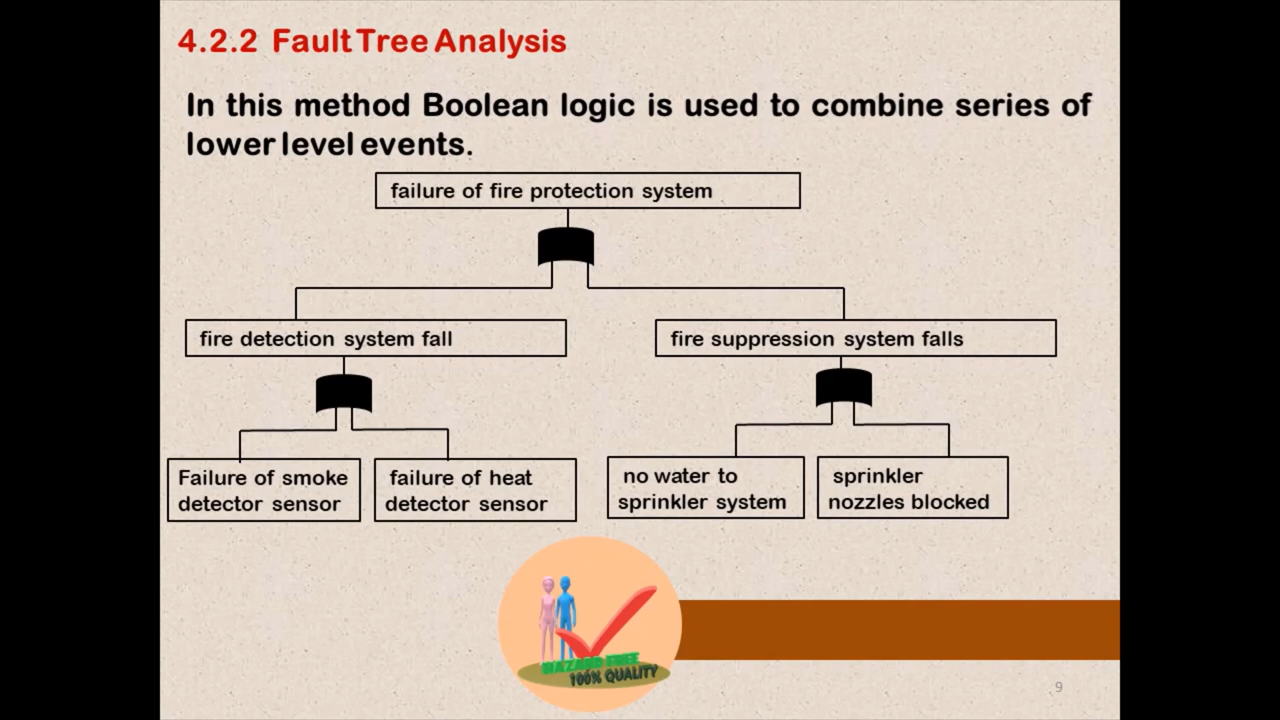 4.2.2 Fault Tree Analysis
In this method Boolean logic is used to combine series of
lower level events.
failure of fire protection system
fire detection system fall
fire suppression system falls
Failure of smoke
detector sensor
failure of heat
detector sensor
no water to
sprinkler system
sprinkler
nozzles blocked
HAZARD FREE
100% QUALITY
9